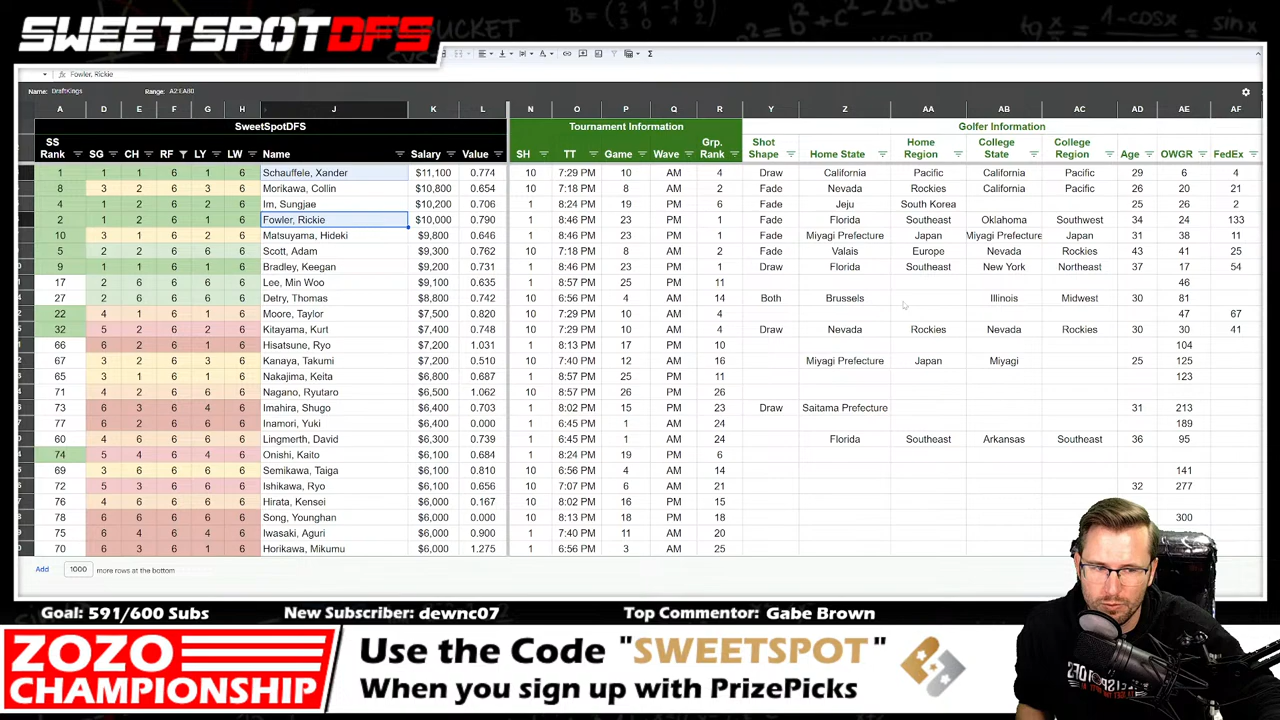 SWEETSPOTDFS
Fowler, Rickie
Name: DraftKings Range: A2:EA80
A D E F G H J K L N O P Q R Y Z AA AB AC AD AE AF
SweetSpotDFS Tournament Information Golfer Information
SS Rank SG CH RF LY LW Name Salary Value SH TT Game Wave Grp. Rank Shot Shape Home State Home Region College State College Region Age OWGR FedEx
1 1 1 6 1 6 Schauffele, Xander $11,100 0.774 10 7:29 PM 10 AM 4 Draw California Pacific California Pacific 29 6 4
8 3 2 6 3 6 Morikawa, Collin $10,800 0.654 10 7:18 PM 8 AM 2 Fade Nevada Rockies California Pacific 26 20 21
4 1 2 6 1 6 Im, Sungjae $10,200 0.706 1 8:24 PM 19 PM 6 Fade Jeju South Korea 25 26 2
2 1 2 6 1 6 Fowler, Rickie $10,000 0.790 1 8:46 PM 23 PM 1 Fade Florida Southeast Oklahoma Southwest 34 24 133
10 3 1 6 2 6 Matsuyama, Hideki $9,800 0.646 1 8:46 PM 23 PM 1 Fade Miyagi Prefecture Japan Miyagi Prefecture Japan 31 38 11
5 2 2 6 2 6 Scott, Adam $9,300 0.762 10 7:18 PM 8 AM 2 Fade Valais Europe Nevada Rockies 43 41 25
9 1 1 6 1 6 Bradley, Keegan $9,200 0.731 1 8:46 PM 23 PM 1 Draw Florida Southeast New York Northeast 37 17 54
17 2 6 6 6 6 Lee, Min Woo $9,100 0.635 1 8:57 PM 25 PM 11 46
27 2 6 6 6 6 Detry, Thomas $8,800 0.742 10 6:56 PM 4 AM 14 Both Brussels Illinois Midwest 30 81
22 4 1 6 1 6 Moore, Taylor $7,500 0.820 10 7:29 PM 10 AM 4 47 67
32 5 2 6 2 6 Kitayama, Kurt $7,400 0.748 10 7:29 PM 10 AM 4 Draw Nevada Rockies Nevada Rockies 30 30 41
66 6 2 6 1 6 Hisatsune, Ryo $7,200 1.031 1 8:13 PM 17 PM 10 104
67 3 2 6 3 6 Kanaya, Takumi $7,200 0.510 10 7:40 PM 12 AM 16 Miyagi Prefecture Japan Miyagi 25 125
65 3 1 6 1 6 Nakajima, Keita $6,800 0.687 1 8:57 PM 25 PM 11 123
71 4 2 6 6 6 Nagano, Ryutaro $6,500 1.062 1 8:57 PM 26 PM 26
73 6 3 6 4 6 Imahira, Shugo $6,400 0.703 1 8:02 PM 15 PM 23 Draw Saitama Prefecture 31 213
77 6 2 6 6 6 Inamori, Yuki $6,400 0.000 1 6:45 PM 1 AM 24 189
60 4 6 6 6 6 Lingmerth, David $6,300 0.739 1 6:45 PM 1 AM 24 Florida Southeast Arkansas Southeast 36 95
74 5 4 6 4 6 Onishi, Kaito $6,100 0.684 1 8:24 PM 19 PM 6
69 3 6 6 6 6 Semikawa, Taiga $6,100 0.810 10 6:56 PM 4 AM 14 141
72 5 3 6 6 6 Ishikawa, Ryo $6,100 0.656 1 7:07 PM 6 AM 21 32 277
76 4 6 6 6 6 Hirata, Kensei $6,000 0.167 10 8:02 PM 16 PM 15
78 6 6 6 6 6 Song, Younghan $6,000 0.000 10 8:13 PM 18 PM 18 300
75 6 4 6 4 6 Iwasaki, Aguri $6,000 0.900 1 7:40 PM 11 AM 20
70 6 3 6 1 6 Horikawa, Mikumu $6,000 1.275 1 6:56 PM 3 AM 25
Add 1000 more rows at the bottom
Goal: 591/600 Subs New Subscriber: dewnc07 Top Commentor: Gabe Brown
ZOZO
CHAMPIONSHIP
Use the Code "SWEETSPOT"
When you sign up with PrizePicks